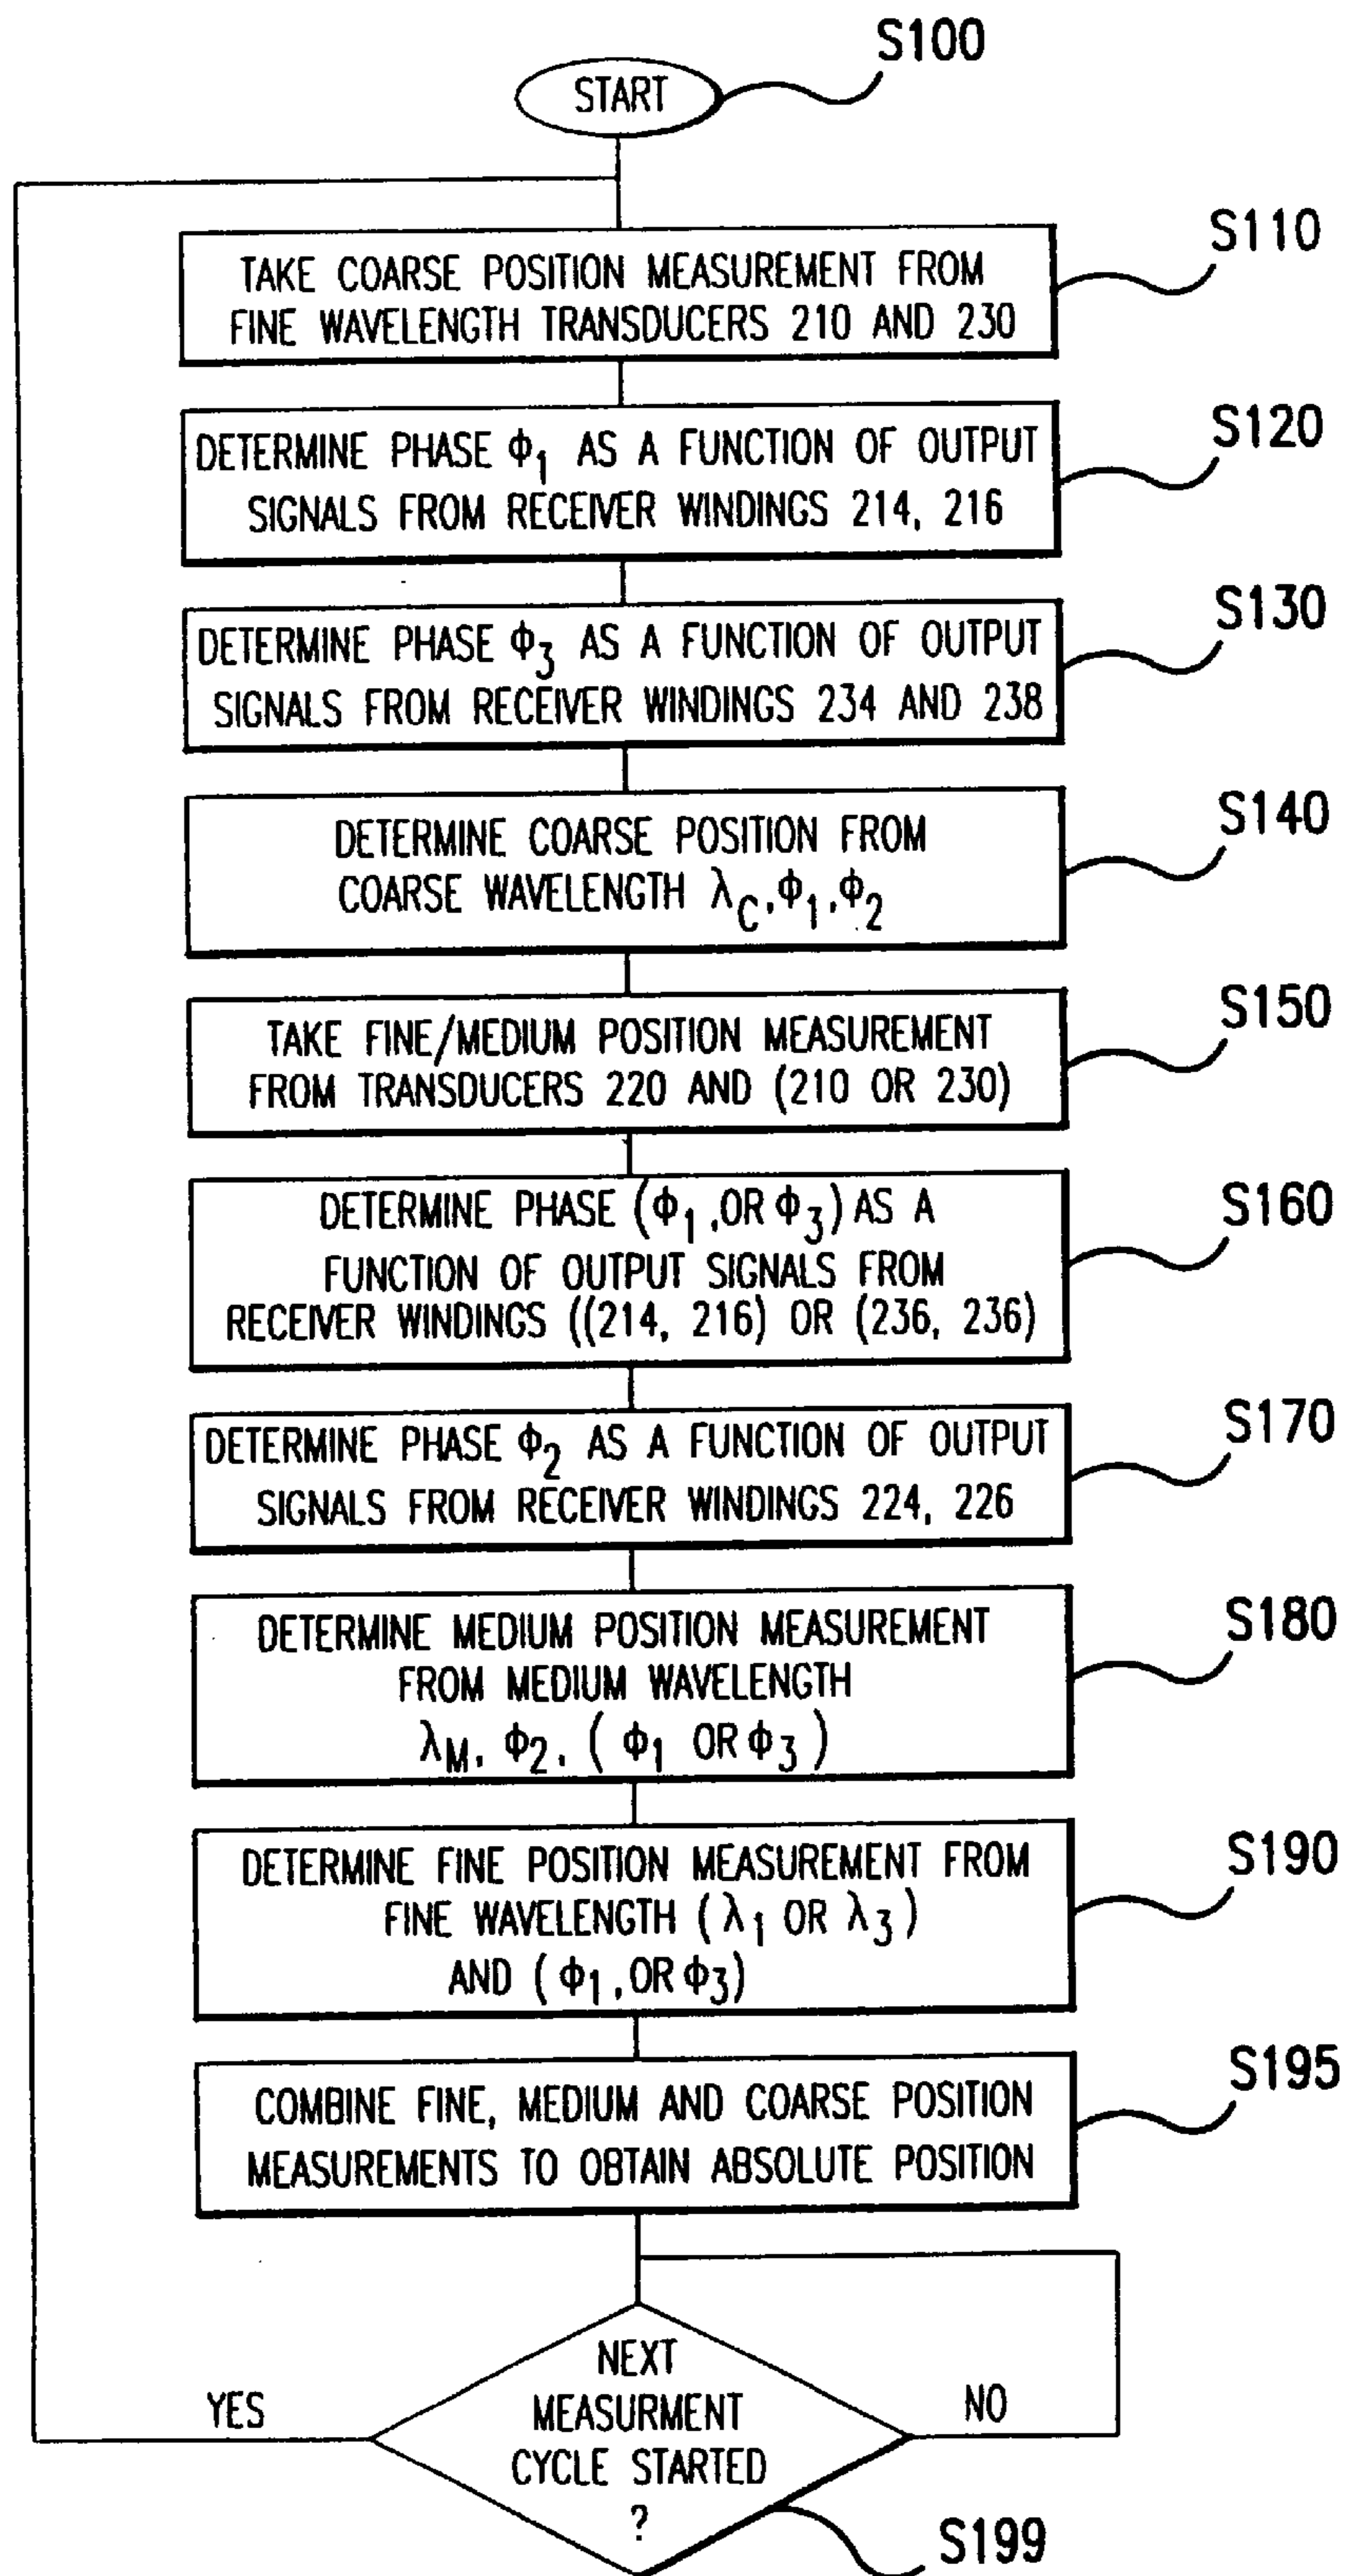 S100
START
S110
TAKE COARSE POSITION MEASUREMENT FROM
FINE WAVELENGTH TRANSDUCERS 210 AND 230
S120
DETERMINE PHASE Φ1 AS A FUNCTION OF OUTPUT
SIGNALS FROM RECEIVER WINDINGS 214, 216
S130
DETERMINE PHASE Φ3 AS A FUNCTION OF OUTPUT
SIGNALS FROM RECEIVER WINDINGS 234 AND 238
S140
DETERMINE COARSE POSITION FROM
COARSE WAVELENGTH λC,Φ1,Φ2
S150
TAKE FINE/MEDIUM POSITION MEASUREMENT
FROM TRANSDUCERS 220 AND (210 OR 230)
S160
DETERMINE PHASE (Φ1,OR Φ3) AS A
FUNCTION OF OUTPUT SIGNALS FROM
RECEIVER WINDINGS ((214, 216) OR (236, 236)
S170
DETERMINE PHASE Φ2 AS A FUNCTION OF OUTPUT
SIGNALS FROM RECEIVER WINDINGS 224, 226
S180
DETERMINE MEDIUM POSITION MEASUREMENT
FROM MEDIUM WAVELENGTH
λM, Φ2, (Φ1 OR Φ3)
S190
DETERMINE FINE POSITION MEASUREMENT FROM
FINE WAVELENGTH (λ1 OR λ3)
AND (Φ1,OR Φ3)
S195
COMBINE FINE, MEDIUM AND COARSE POSITION
MEASUREMENTS TO OBTAIN ABSOLUTE POSITION
NEXT
MEASURMENT
CYCLE STARTED
?
YES
NO
S199